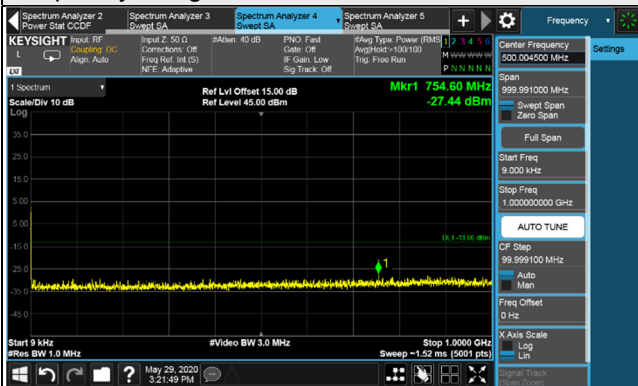 Spectrum Analyzer 2
Power Stat CCDF
Spectrum Analyzer 3
Swept SA
Spectrum Analyzer 4
Swept SA
Spectrum Analyzer 5
Swept SA
+
Frequency
KEYSIGHT
L
LXI
Input: RF
Coupling: DC
Align: Auto
Input Z: 50 Ω
Corrections: Off
Freq Ref: Int (S)
NFE: Adaptive
#Atten: 40 dB
PNO: Fast
Gate: Off
IF Gain: Low
Sig Track: Off
#Avg Type: Power (RMS
Avg|Hold:>100/100
Trig: Free Run
1 2 3 4 5 6
M W W W W W
P N N N N N
1 Spectrum
Scale/Div 10 dB
Log
Ref Lvl Offset 15.00 dB
Ref Level 45.00 dBm
Mkr1 754.60 MHz
-27.44 dBm
35.0
25.0
15.0
5.00
-5.00
-15.0
-25.0
-35.0
-45.0
DL1 -13.00 dBm
1
Start 9 kHz
#Res BW 1.0 MHz
#Video BW 3.0 MHz
Stop 1.0000 GHz
Sweep ~1.52 ms (5001 pts)
Center Frequency
500.004500 MHz
Settings
Span
999.991000 MHz
Swept Span
Zero Span
Full Span
Start Freq
9.000 kHz
Stop Freq
1.000000000 GHz
AUTO TUNE
CF Step
99.999100 MHz
Auto
Man
Freq Offset
0 Hz
X Axis Scale
Log
Lin
Signal Track
(Span Zoom)
?
May 29, 2020
3:21:49 PM